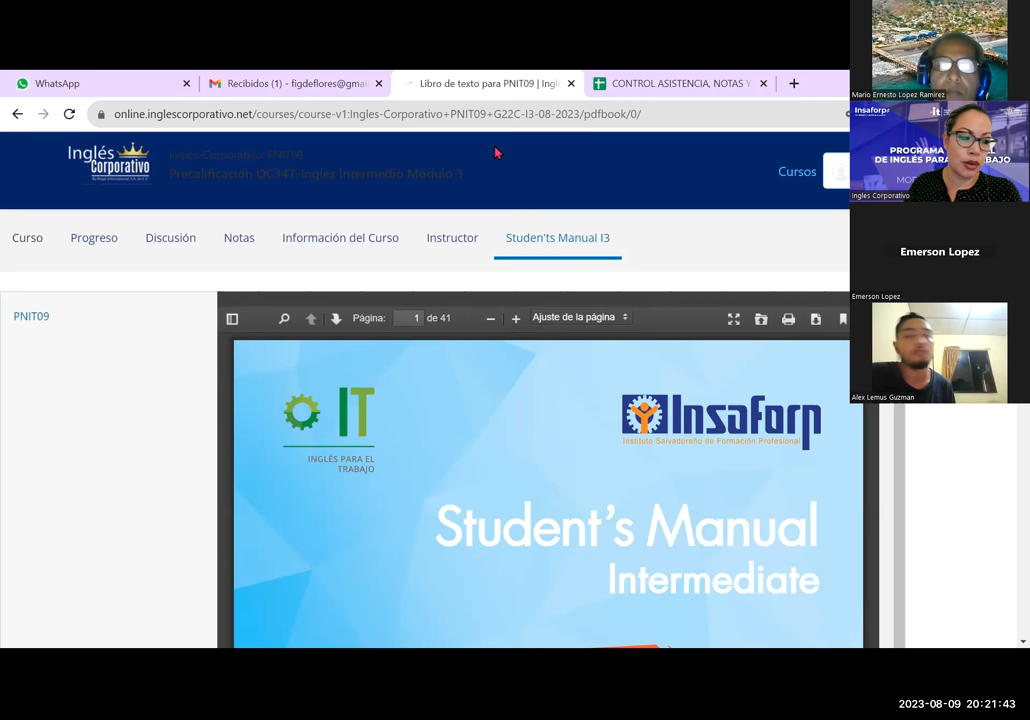 WhatsApp
Recibidos (1) - figdeflores@gmai
Libro de texto para PNIT09 | Ingl
CONTROL ASISTENCIA, NOTAS Y
online.inglescorporativo.net/courses/course-v1:Ingles-Corporativo+PNIT09+G22C-I3-08-2023/pdfbook/0/
Inglés
Corporativo
Ingles-Corporativo: PNIT09
Precalificación OC347-Inglés Intermedio Módulo 3
Cursos
Curso
Progreso
Discusión
Notas
Información del Curso
Instructor
Studen'ts Manual I3
PNIT09
Página:
1
de 41
Ajuste de la página
IT
INGLÉS PARA EL
TRABAJO
Insaforp
Instituto Salvadoreño de Formación Profesional
Student's Manual
Intermediate
Mario Ernesto Lopez Ramirez
Insaforp
it
PROGRAMA
DE INGLÉS PARA
Ingles Corporativo
Emerson Lopez
Emerson Lopez
Alex Lemus Guzman
2023-08-09 20:21:43